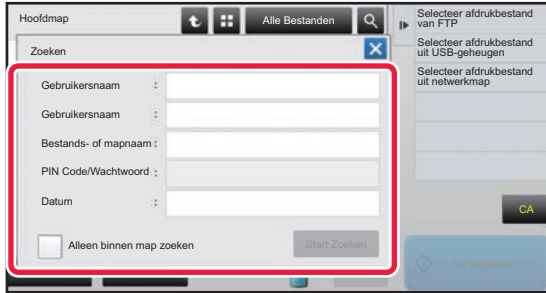 Hoofdmap
Alle Bestanden
Selecteer afdrukbestand
van FTP
Selecteer afdrukbestand
uit USB-geheugen
Selecteer afdrukbestand
uit netwerkmap
Zoeken
Gebruikersnaam :
Gebruikersnaam :
Bestands- of mapnaam :
PIN Code/Wachtwoord :
Datum :
Alleen binnen map zoeken
Start Zoeken
CA